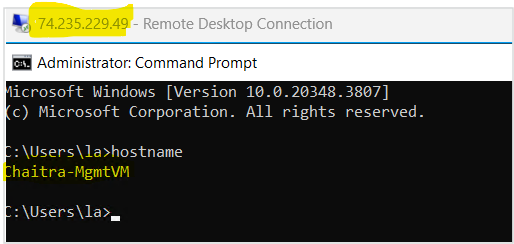 74.235.229.49 - Remote Desktop Connection
Administrator: Command Prompt
Microsoft Windows [Version 10.0.20348.3807]
(c) Microsoft Corporation. All rights reserved.
C:\Users\la>hostname
Chaitra-MgmtVM
C:\Users\la>